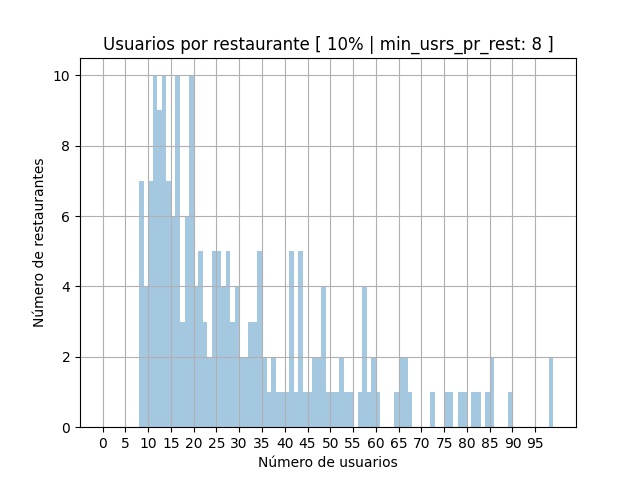 Usuarios por restaurante [ 10% | min_usrs_pr_rest: 8 ]
Número de restaurantes
10
8
6
4
2
0
0 5 10 15 20 25 30 35 40 45 50 55 60 65 70 75 80 85 90 95
Número de usuarios